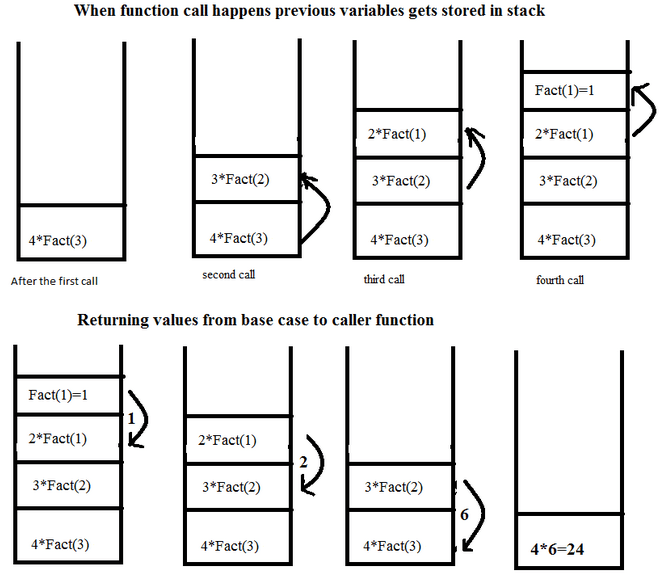 When function call happens previous variables gets stored in stack
4*Fact(3)
After the first call
3*Fact(2)
4*Fact(3)
second call
2*Fact(1)
3*Fact(2)
4*Fact(3)
third call
Fact(1)=1
2*Fact(1)
3*Fact(2)
4*Fact(3)
fourth call
Returning values from base case to caller function
Fact(1)=1
1
2*Fact(1)
3*Fact(2)
4*Fact(3)
2*Fact(1)
2
3*Fact(2)
4*Fact(3)
3*Fact(2)
6
4*Fact(3)
4*6=24